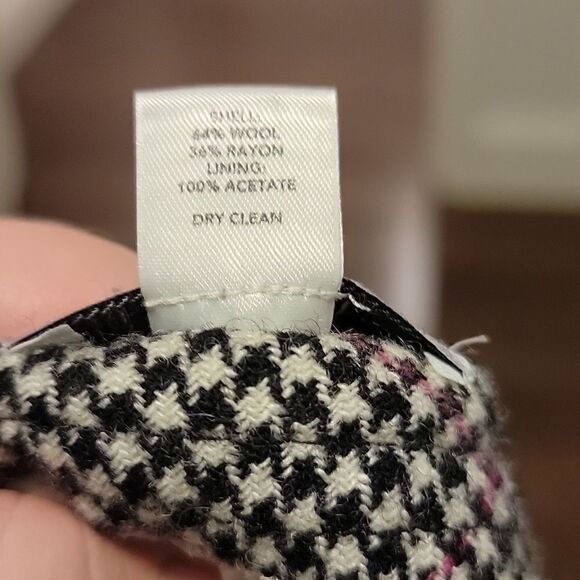 SHELL:
64% WOOL
36% RAYON
LINING:
100% ACETATE
DRY CLEAN